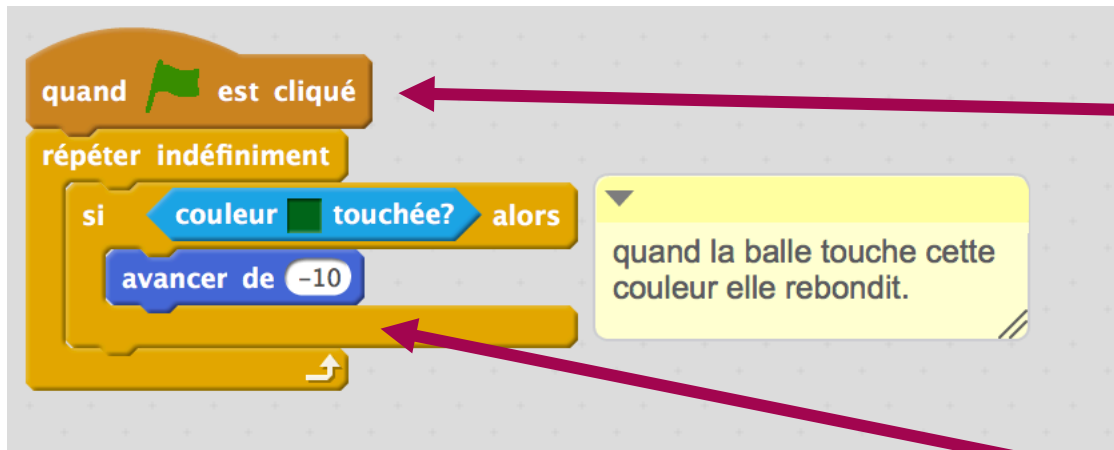 quand est cliqué
répéter indéfiniment
si couleur touchée? alors
avancer de -10
quand la balle touche cette
couleur elle rebondit.